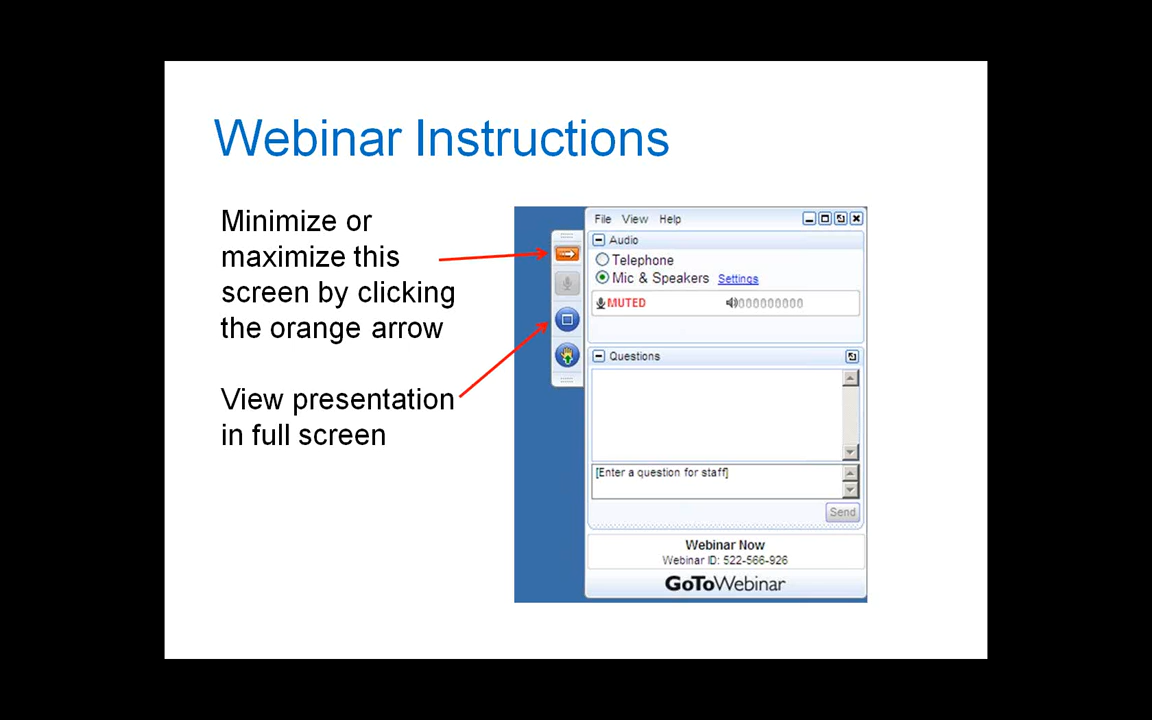 Webinar Instructions
Minimize or
maximize this
screen by clicking
the orange arrow
View presentation
in full screen
File View Help
Audio
Telephone
Mic & Speakers Settings
MUTED 000000000
Questions
[Enter a question for staff]
Send
Webinar Now
Webinar ID: 522-566-926
GoToWebinar